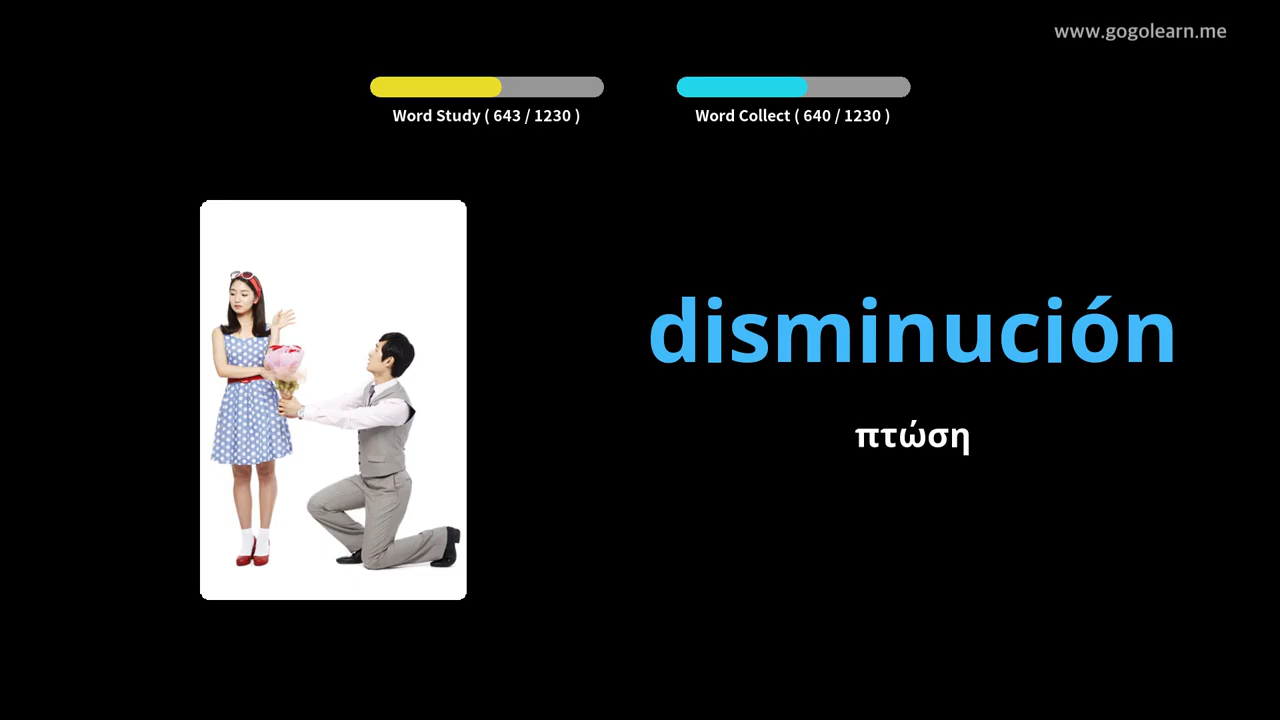 www.gogolearn.me
Word Study ( 643 / 1230 )
Word Collect ( 640 / 1230 )
disminución
πτώση